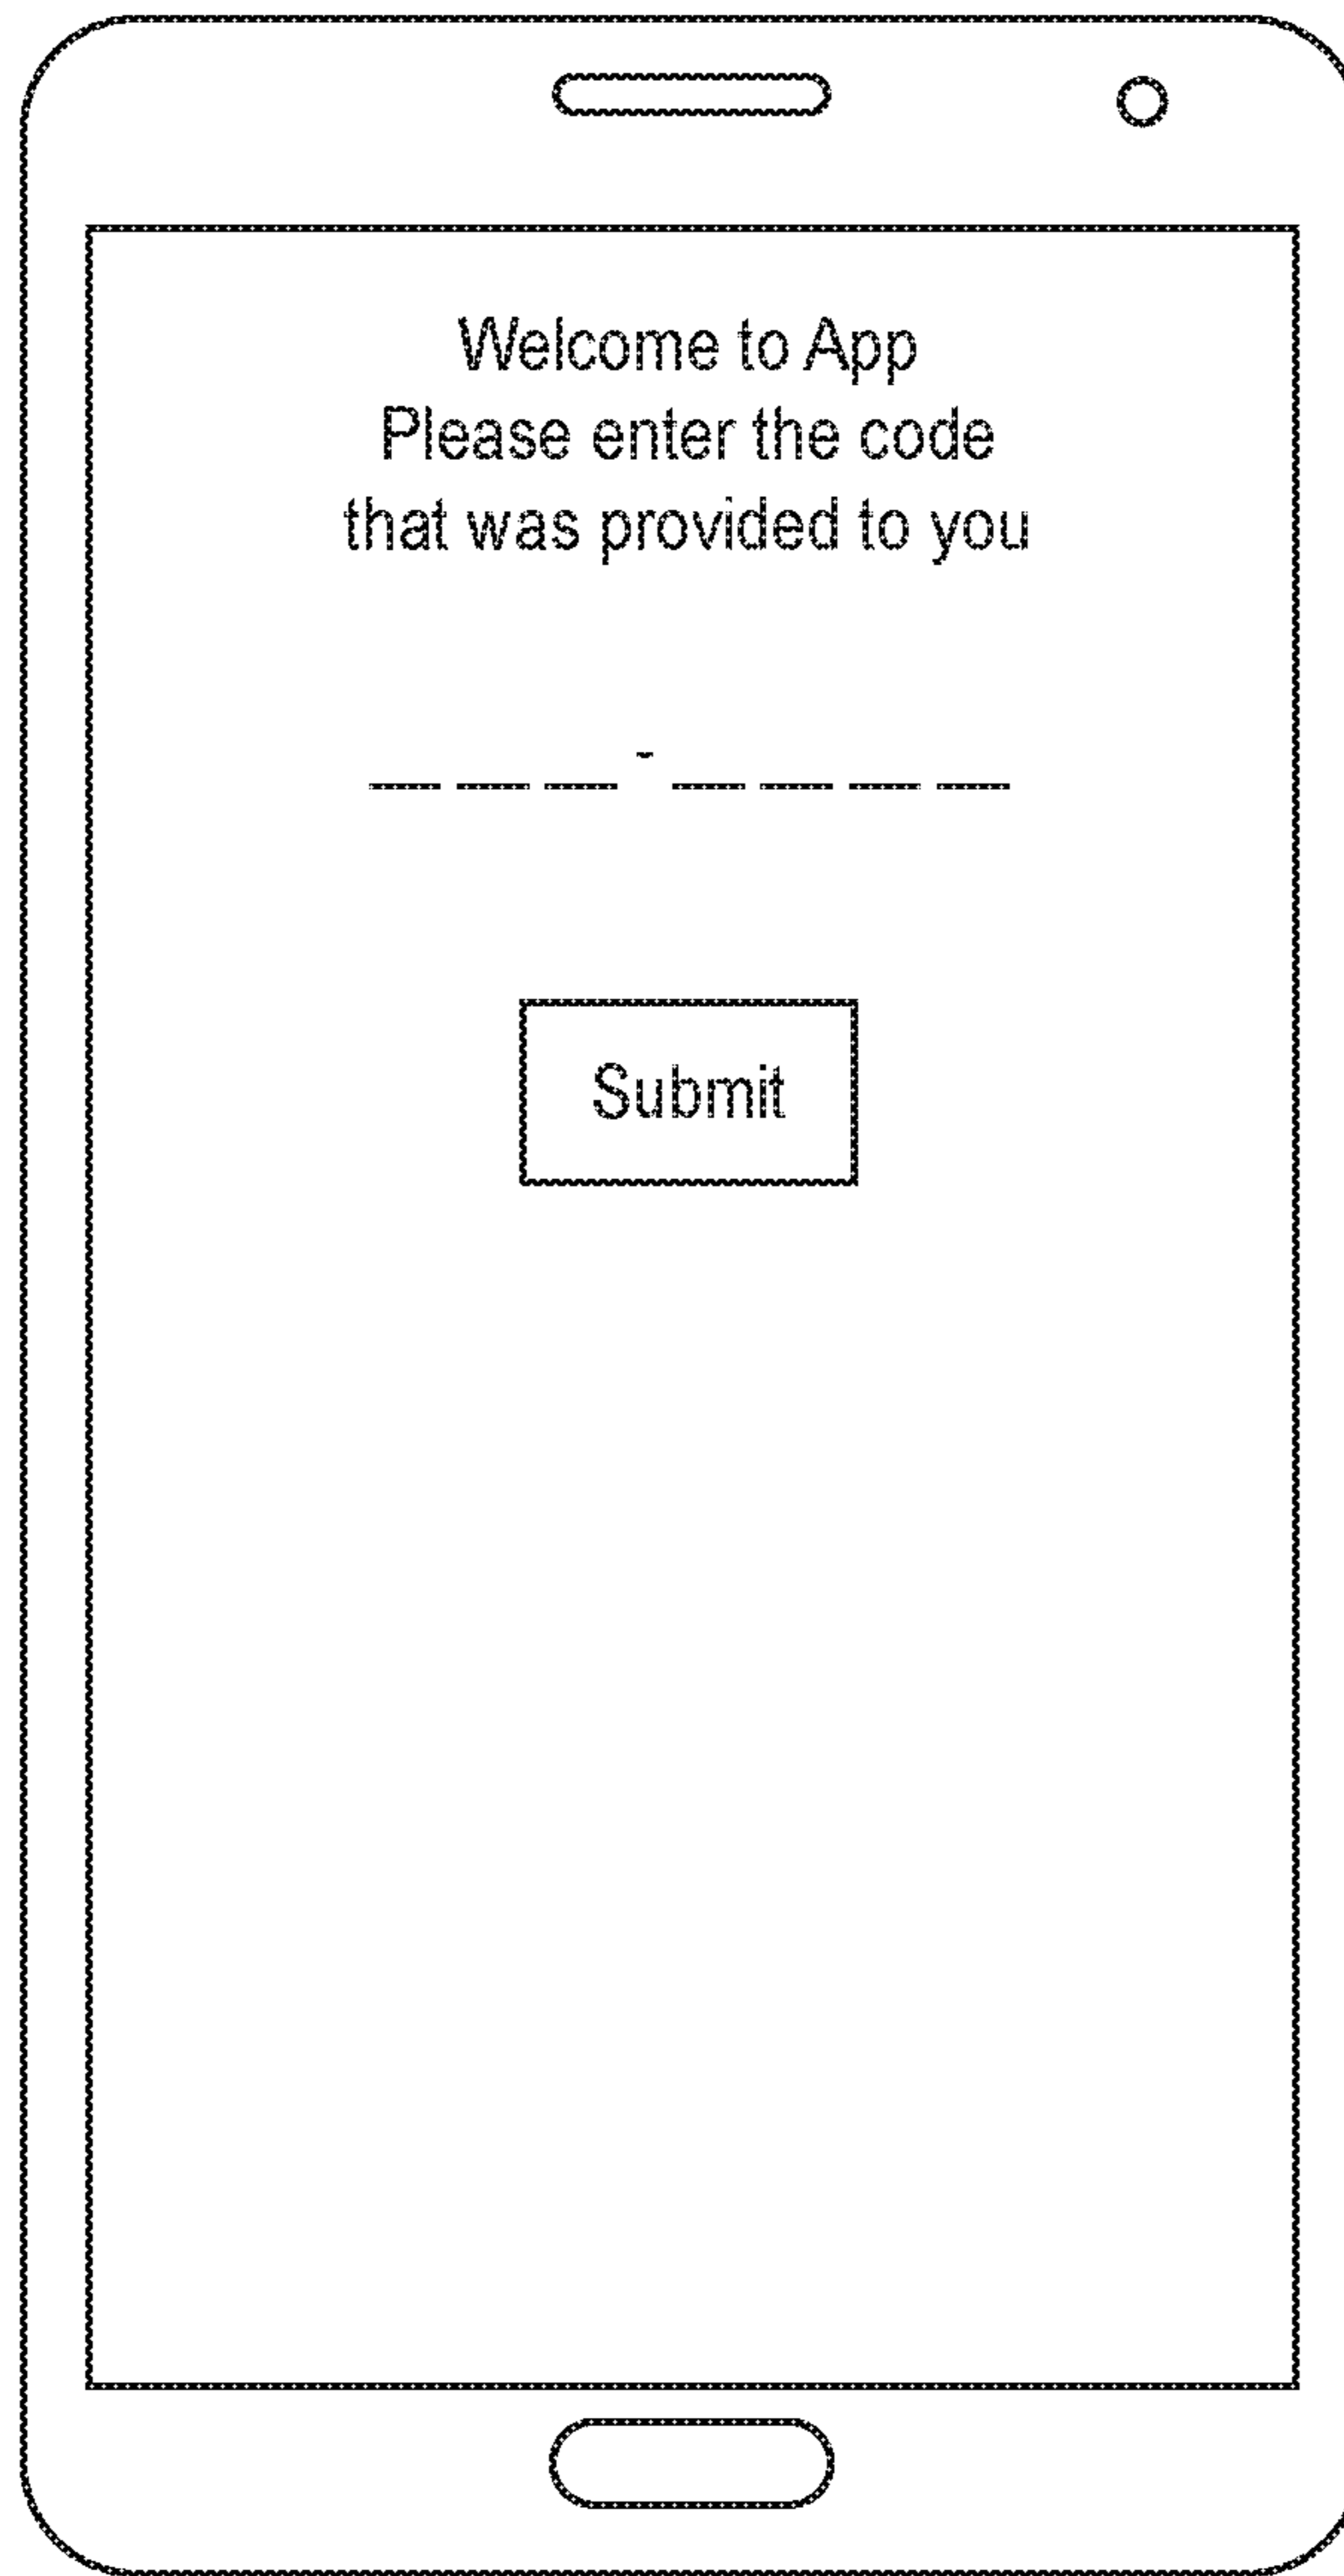 Welcome to App
Please enter the code
that was provided to you
_ _ _ - _ _ _ _
Submit